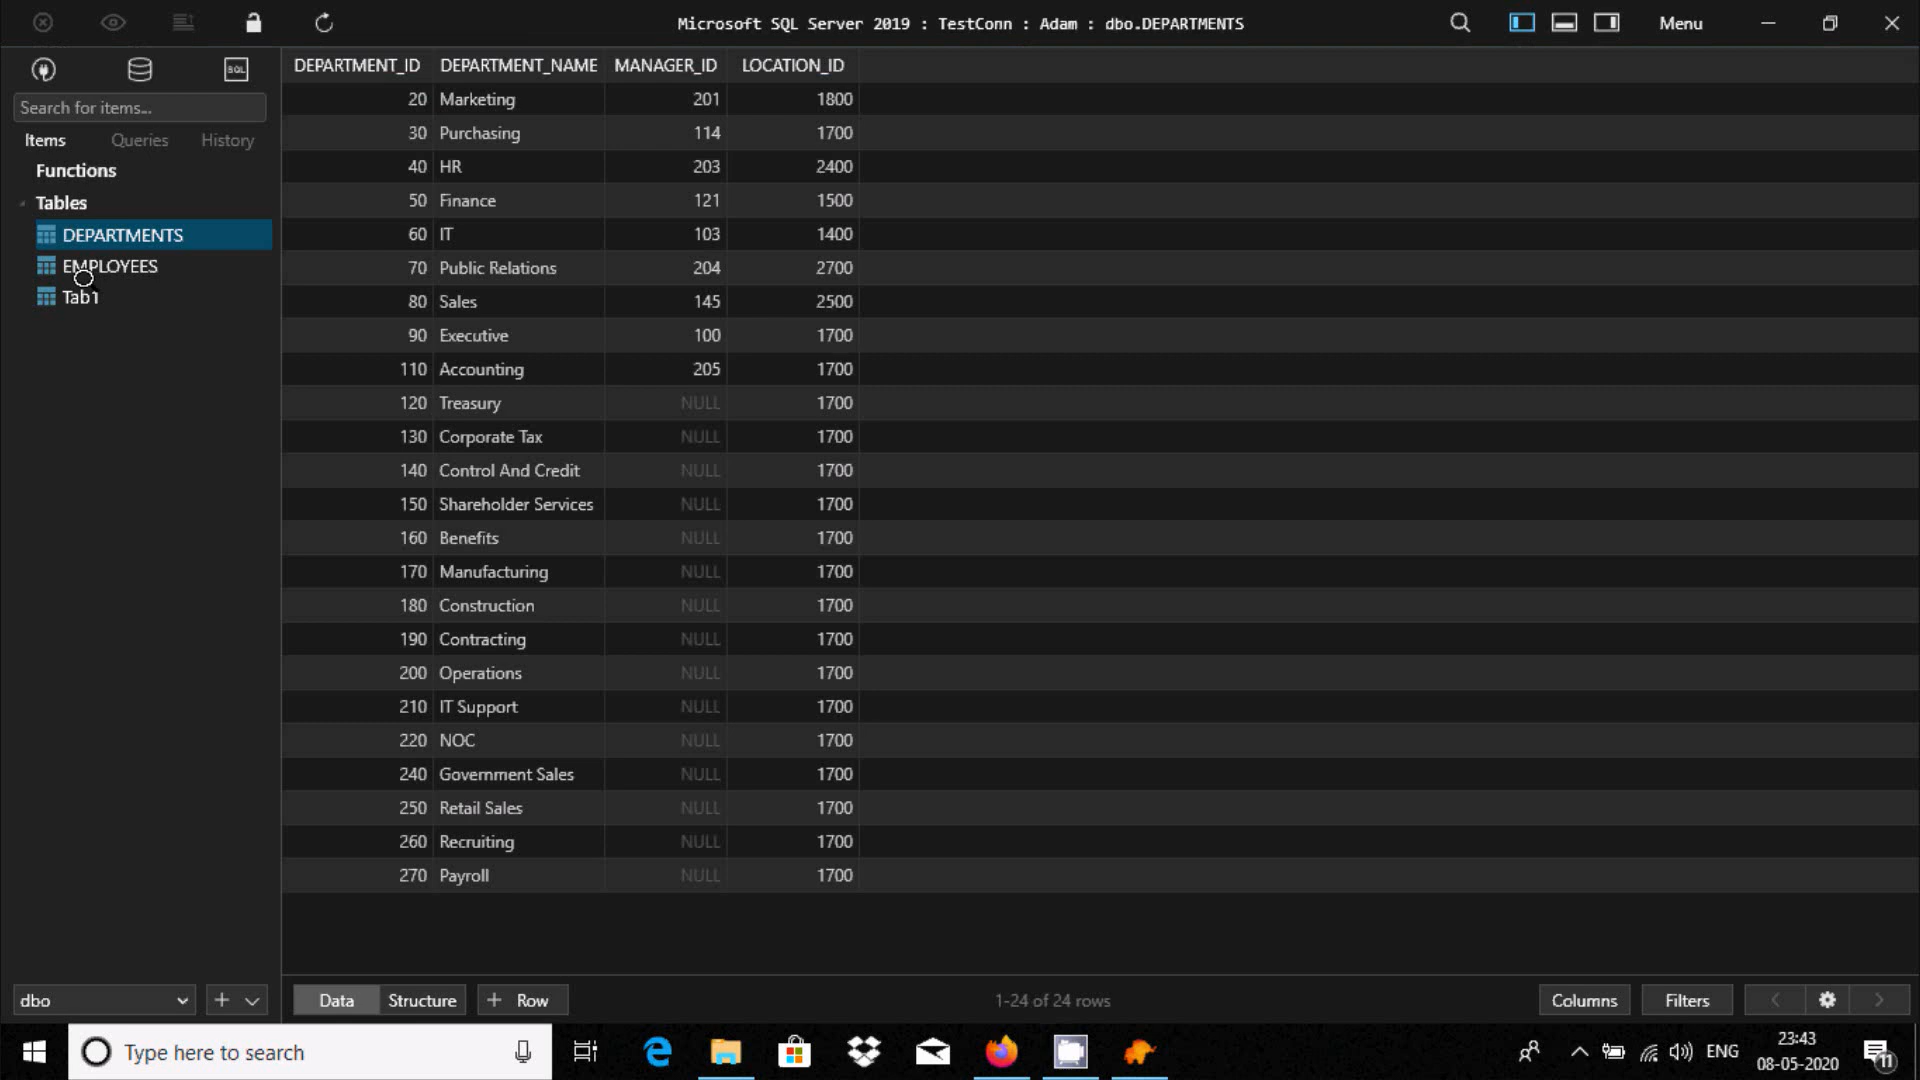 Microsoft SQL Server 2019 : TestConn : Adam : dbo.DEPARTMENTS
Menu
SQL
Search for items...
Items Queries History
Functions
Tables
DEPARTMENTS
EMPLOYEES
Tab1
DEPARTMENT_ID DEPARTMENT_NAME MANAGER_ID LOCATION_ID
20 Marketing 201 1800
30 Purchasing 114 1700
40 HR 203 2400
50 Finance 121 1500
60 IT 103 1400
70 Public Relations 204 2700
80 Sales 145 2500
90 Executive 100 1700
110 Accounting 205 1700
120 Treasury NULL 1700
130 Corporate Tax NULL 1700
140 Control And Credit NULL 1700
150 Shareholder Services NULL 1700
160 Benefits NULL 1700
170 Manufacturing NULL 1700
180 Construction NULL 1700
190 Contracting NULL 1700
200 Operations NULL 1700
210 IT Support NULL 1700
220 NOC NULL 1700
240 Government Sales NULL 1700
250 Retail Sales NULL 1700
260 Recruiting NULL 1700
270 Payroll NULL 1700
dbo
Data Structure + Row
1-24 of 24 rows
Columns Filters
Type here to search
ENG
23:43
08-05-2020
11